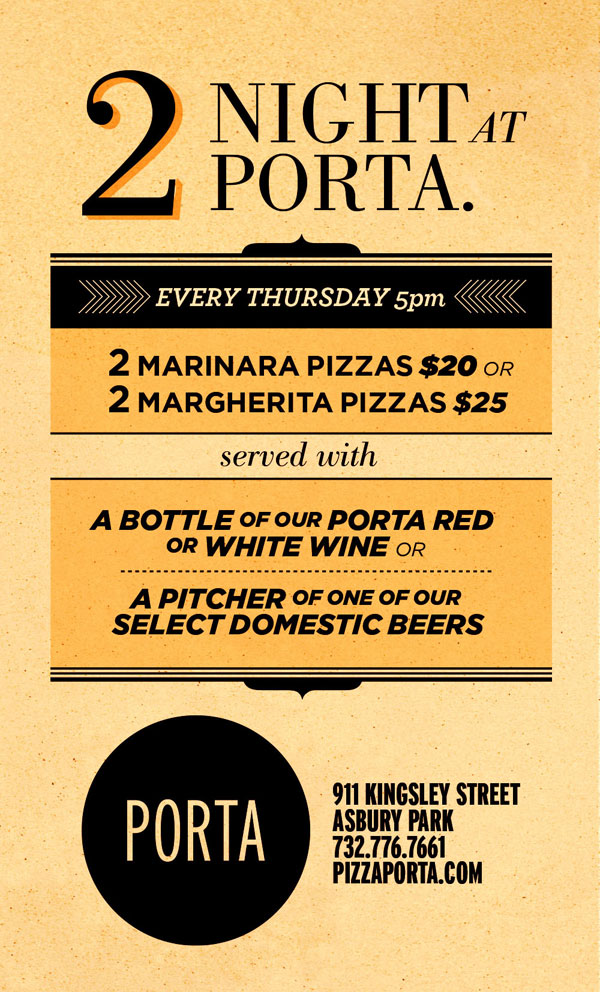 2 NIGHT AT
PORTA.
EVERY THURSDAY 5pm
2 MARINARA PIZZAS $20 OR
2 MARGHERITA PIZZAS $25
served with
A BOTTLE OF OUR PORTA RED
OR WHITE WINE OR
A PITCHER OF ONE OF OUR
SELECT DOMESTIC BEERS
PORTA
911 KINGSLEY STREET
ASBURY PARK
732.776.7661
PIZZAPORTA.COM